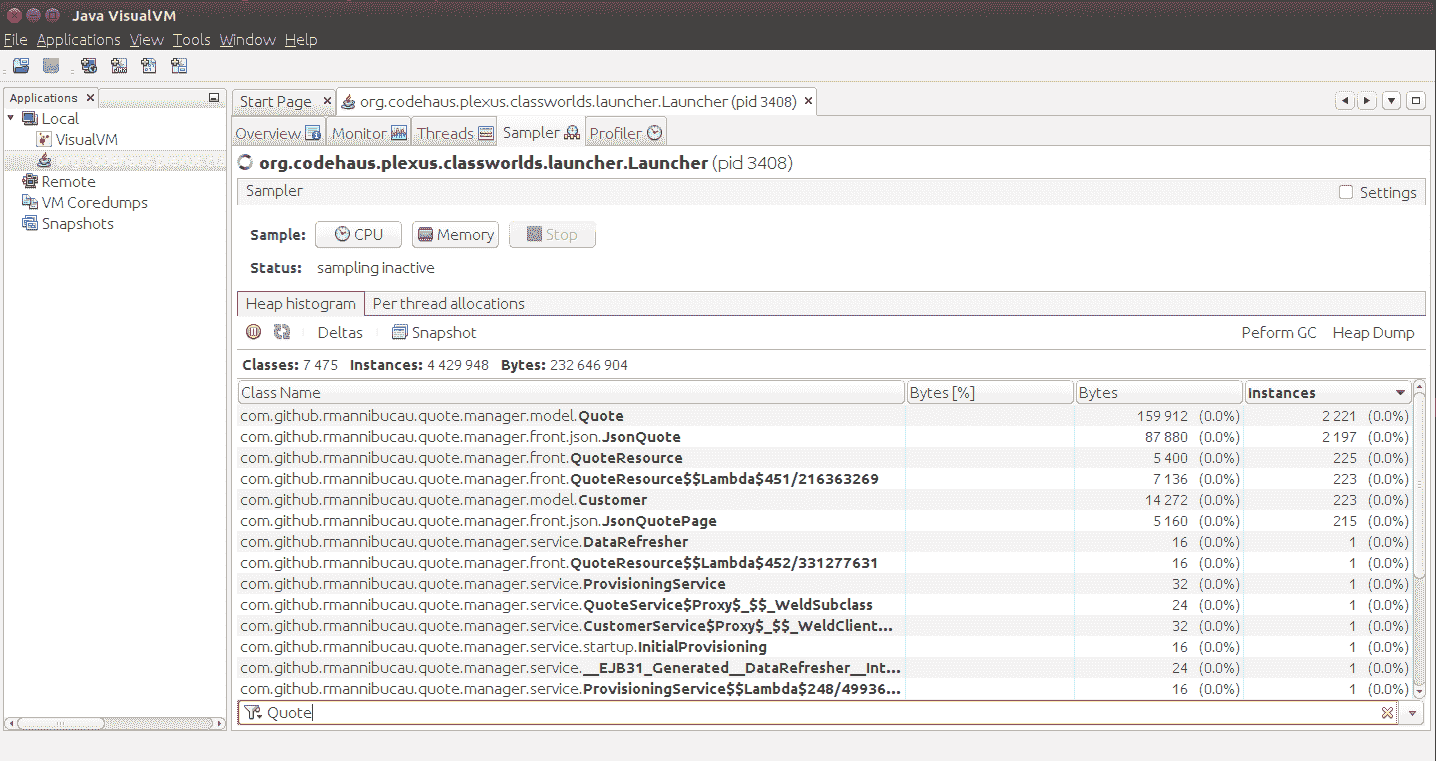 Java VisualVM
File Applications View Tools Window Help
Applications
Local
VisualVM
Remote
VM Coredumps
Snapshots
Start Page org.codehaus.plexus.classworlds.launcher.Launcher (pid 3408)
Overview Monitor Threads Sampler Profiler
org.codehaus.plexus.classworlds.launcher.Launcher (pid 3408)
Sampler Settings
Sample: CPU Memory Stop
Status: sampling inactive
Heap histogram Per thread allocations
Deltas Snapshot Peform GC Heap Dump
Classes: 7 475 Instances: 4 429 948 Bytes: 232 646 904
Class Name Bytes [%] Bytes Instances
com.github.rmannibucau.quote.manager.model.Quote 159 912 (0.0%) 2 221 (0.0%)
com.github.rmannibucau.quote.manager.front.json.JsonQuote 87 880 (0.0%) 2 197 (0.0%)
com.github.rmannibucau.quote.manager.front.QuoteResource 5 400 (0.0%) 225 (0.0%)
com.github.rmannibucau.quote.manager.front.QuoteResource$$Lambda$451/216363269 7 136 (0.0%) 223 (0.0%)
com.github.rmannibucau.quote.manager.model.Customer 14 272 (0.0%) 223 (0.0%)
com.github.rmannibucau.quote.manager.front.json.JsonQuotePage 5 160 (0.0%) 215 (0.0%)
com.github.rmannibucau.quote.manager.service.DataRefresher 16 (0.0%) 1 (0.0%)
com.github.rmannibucau.quote.manager.front.QuoteResource$$Lambda$452/331277631 16 (0.0%) 1 (0.0%)
com.github.rmannibucau.quote.manager.service.ProvisioningService 32 (0.0%) 1 (0.0%)
com.github.rmannibucau.quote.manager.service.QuoteService$Proxy$_$$_WeldSubclass 24 (0.0%) 1 (0.0%)
com.github.rmannibucau.quote.manager.service.CustomerService$Proxy$_$$_WeldClient... 32 (0.0%) 1 (0.0%)
com.github.rmannibucau.quote.manager.service.startup.InitialProvisioning 16 (0.0%) 1 (0.0%)
com.github.rmannibucau.quote.manager.service.__EJB31_Generated__DataRefresher__Int... 24 (0.0%) 1 (0.0%)
com.github.rmannibucau.quote.manager.service.ProvisioningService$$Lambda$248/49936... 16 (0.0%) 1 (0.0%)
Quote